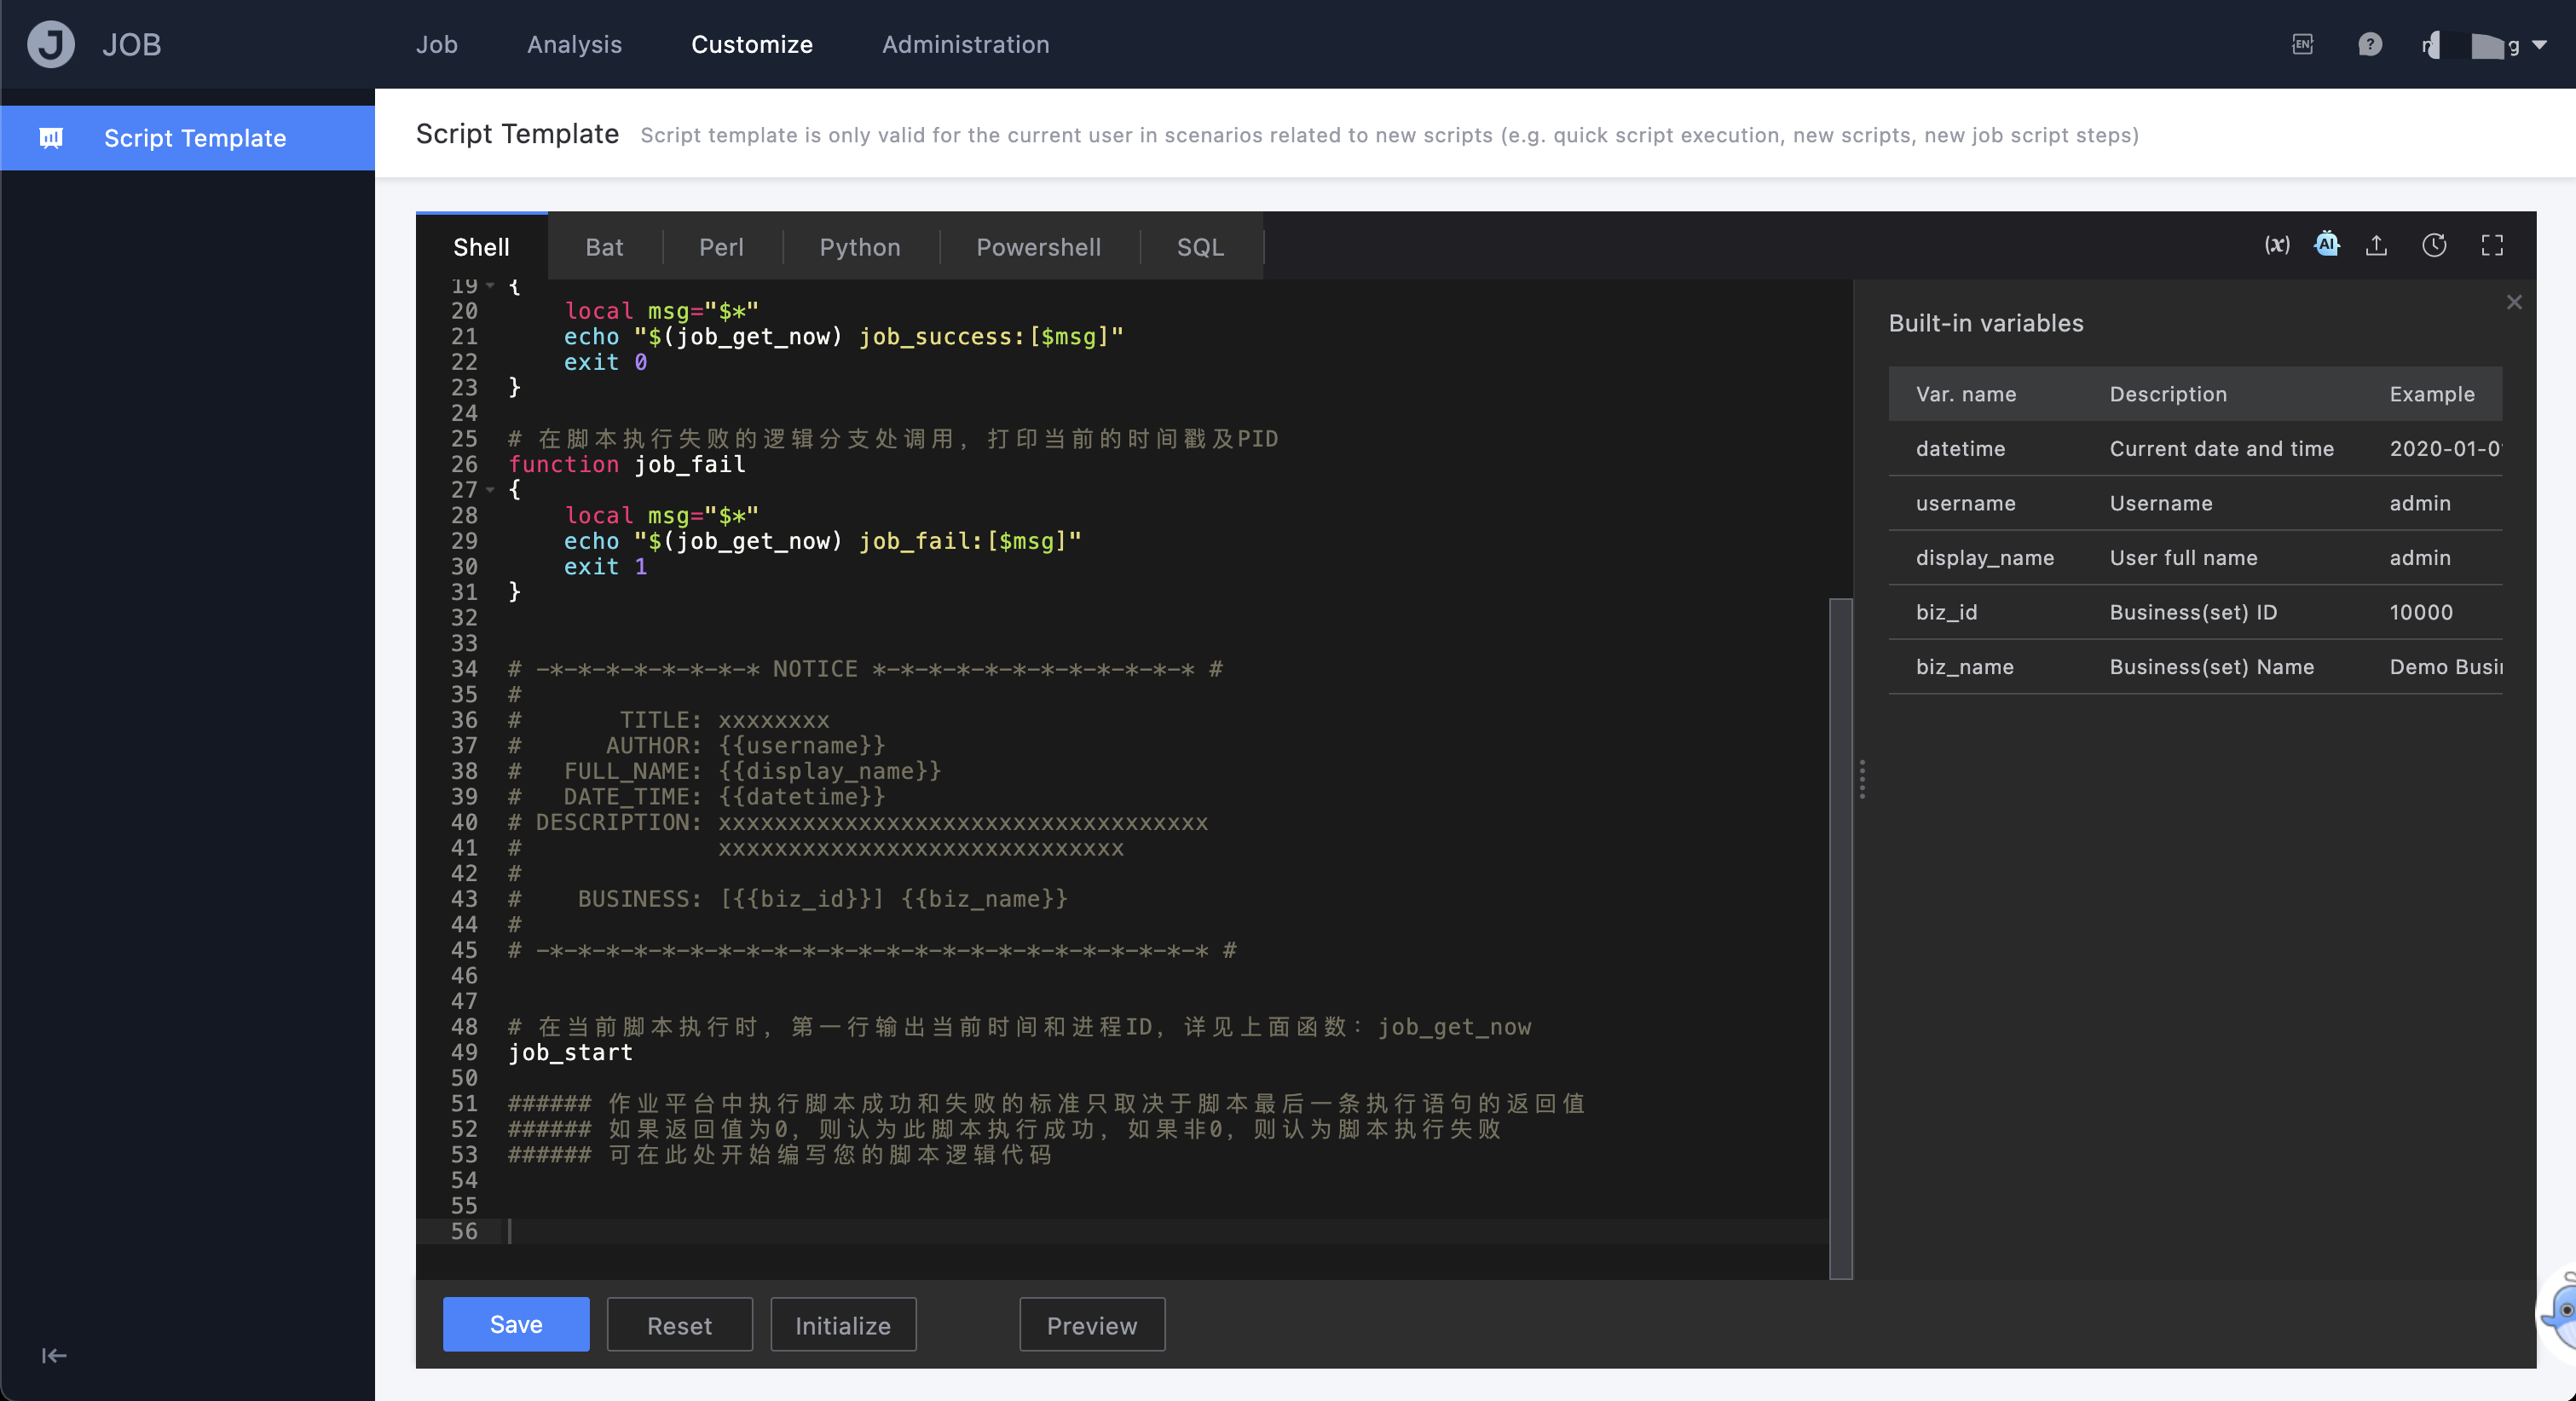 JOB
Job Analysis Customize Administration
EN
Script Template
Script Template Script template is only valid for the current user in scenarios related to new scripts (e.g. quick script execution, new scripts, new job script steps)
Shell Bat Perl Python Powershell SQL
(x) AI
19 {
20     local msg="$*"
21     echo "$(job_get_now) job_success:[$msg]"
22     exit 0
23 }
24
25 # 在脚本执行失败的逻辑分支处调用，打印当前的时间戳及PID
26 function job_fail
27 {
28     local msg="$*"
29     echo "$(job_get_now) job_fail:[$msg]"
30     exit 1
31 }
32
33
34 # -*-*-*-*-*-*-*-* NOTICE *-*-*-*-*-*-*-*-*-*-*-* #
35 #
36 #       TITLE: xxxxxxxx
37 #      AUTHOR: {{username}}
38 #   FULL_NAME: {{display_name}}
39 #   DATE_TIME: {{datetime}}
40 # DESCRIPTION: xxxxxxxxxxxxxxxxxxxxxxxxxxxxxxxxxxx
41 #              xxxxxxxxxxxxxxxxxxxxxxxxxxxxx
42 #
43 #    BUSINESS: [{{biz_id}}] {{biz_name}}
44 #
45 # -*-*-*-*-*-*-*-*-*-*-*-*-*-*-*-*-*-*-*-*-*-*-*-* #
46
47
48 # 在当前脚本执行时，第一行输出当前时间和进程ID，详见上面函数：job_get_now
49 job_start
50
51 ###### 作业平台中执行脚本成功和失败的标准只取决于脚本最后一条执行语句的返回值
52 ###### 如果返回值为0，则认为此脚本执行成功，如果非0，则认为脚本执行失败
53 ###### 可在此处开始编写您的脚本逻辑代码
54
55
56
Built-in variables
Var. name Description Example
datetime Current date and time 2020-01-0
username Username admin
display_name User full name admin
biz_id Business(set) ID 10000
biz_name Business(set) Name Demo Busi
Save Reset Initialize Preview